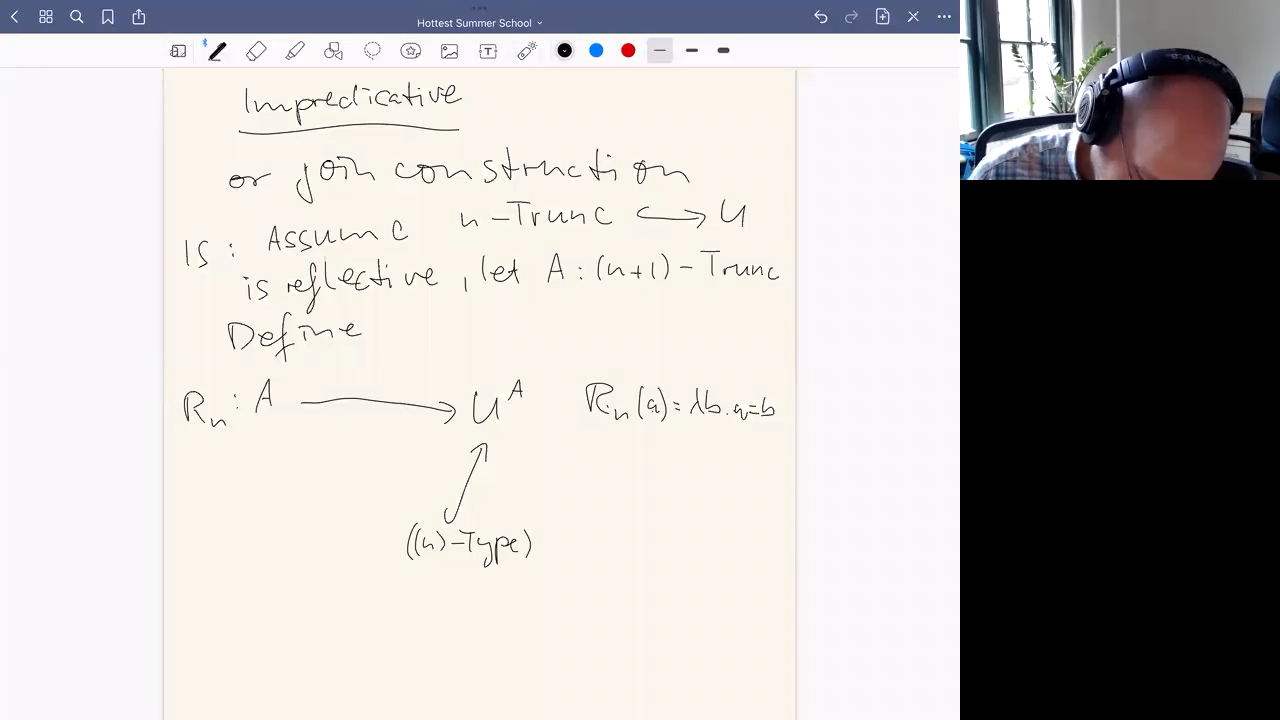 Hottest Summer School
Impredicative
or join construction
IS: Assume n-Trunc ↪ U
is reflective, let A : (n+1) - Trunc
Define
Rₙ : A ⟶ U^A Rₙ(a) = λb. a=b
((n)-Type)